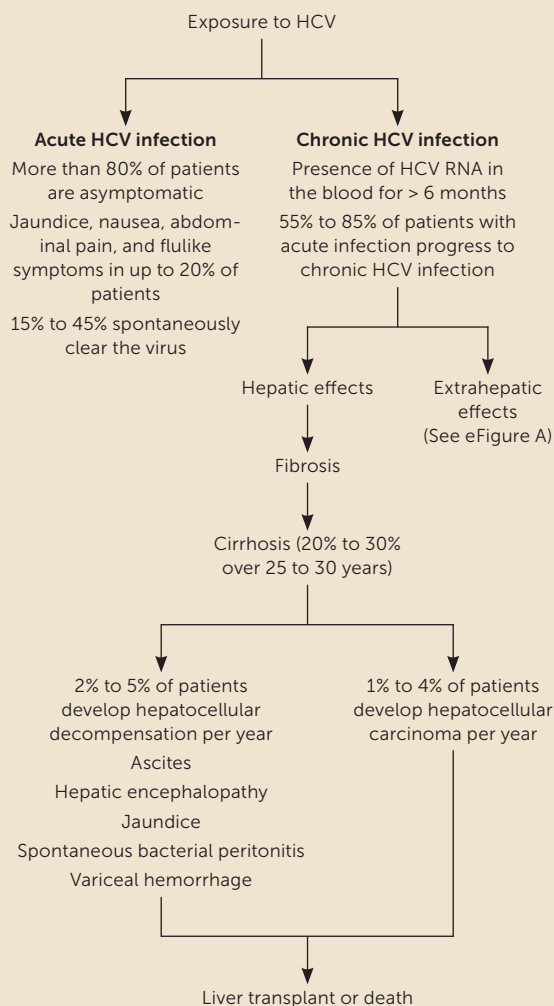 Exposure to HCV
Acute HCV infection
More than 80% of patients
are asymptomatic
Jaundice, nausea, abdom-
inal pain, and flulike
symptoms in up to 20% of
patients
15% to 45% spontaneously
clear the virus
Chronic HCV infection
Presence of HCV RNA in
the blood for > 6 months
55% to 85% of patients with
acute infection progress to
chronic HCV infection
Hepatic effects
Extrahepatic
effects
(See eFigure A)
Fibrosis
Cirrhosis (20% to 30%
over 25 to 30 years)
2% to 5% of patients
develop hepatocellular
decompensation per year
Ascites
Hepatic encephalopathy
Jaundice
Spontaneous bacterial peritonitis
Variceal hemorrhage
1% to 4% of patients
develop hepatocellular
carcinoma per year
Liver transplant or death